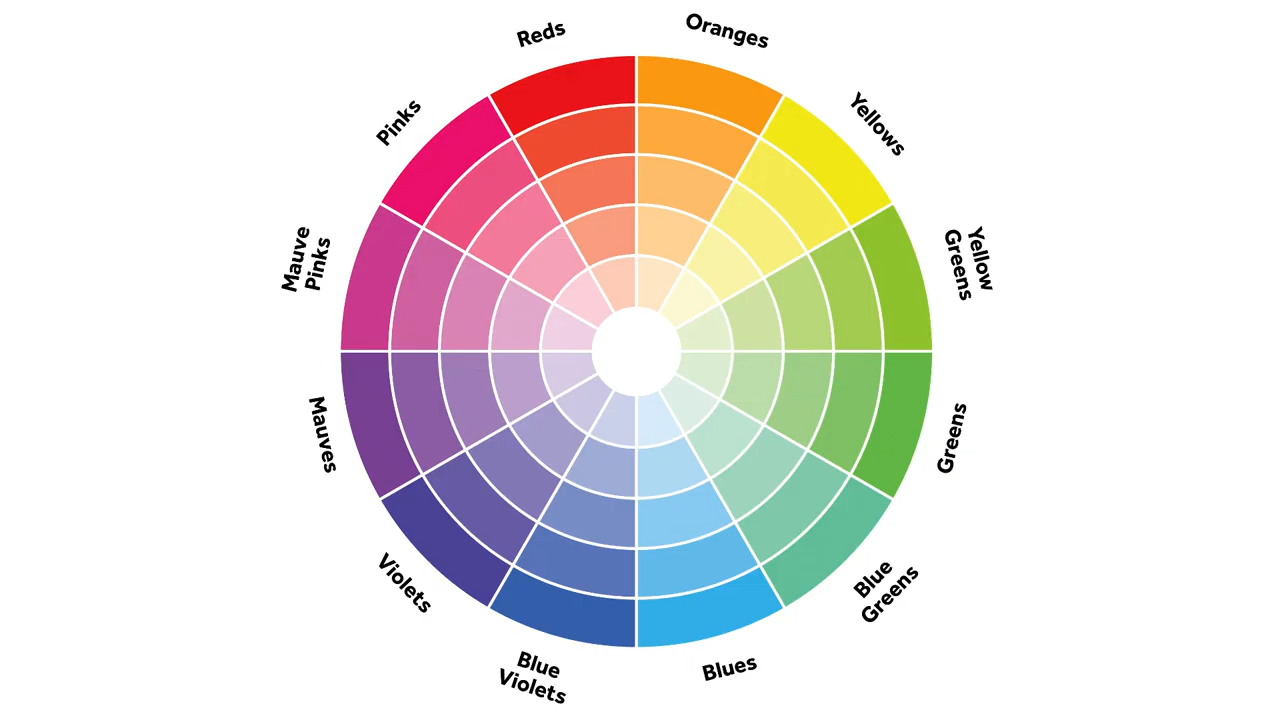 Reds
Oranges
Yellows
Yellow
Greens
Greens
Blue
Greens
Blues
Blue
Violets
Violets
Mauves
Mauve
Pinks
Pinks